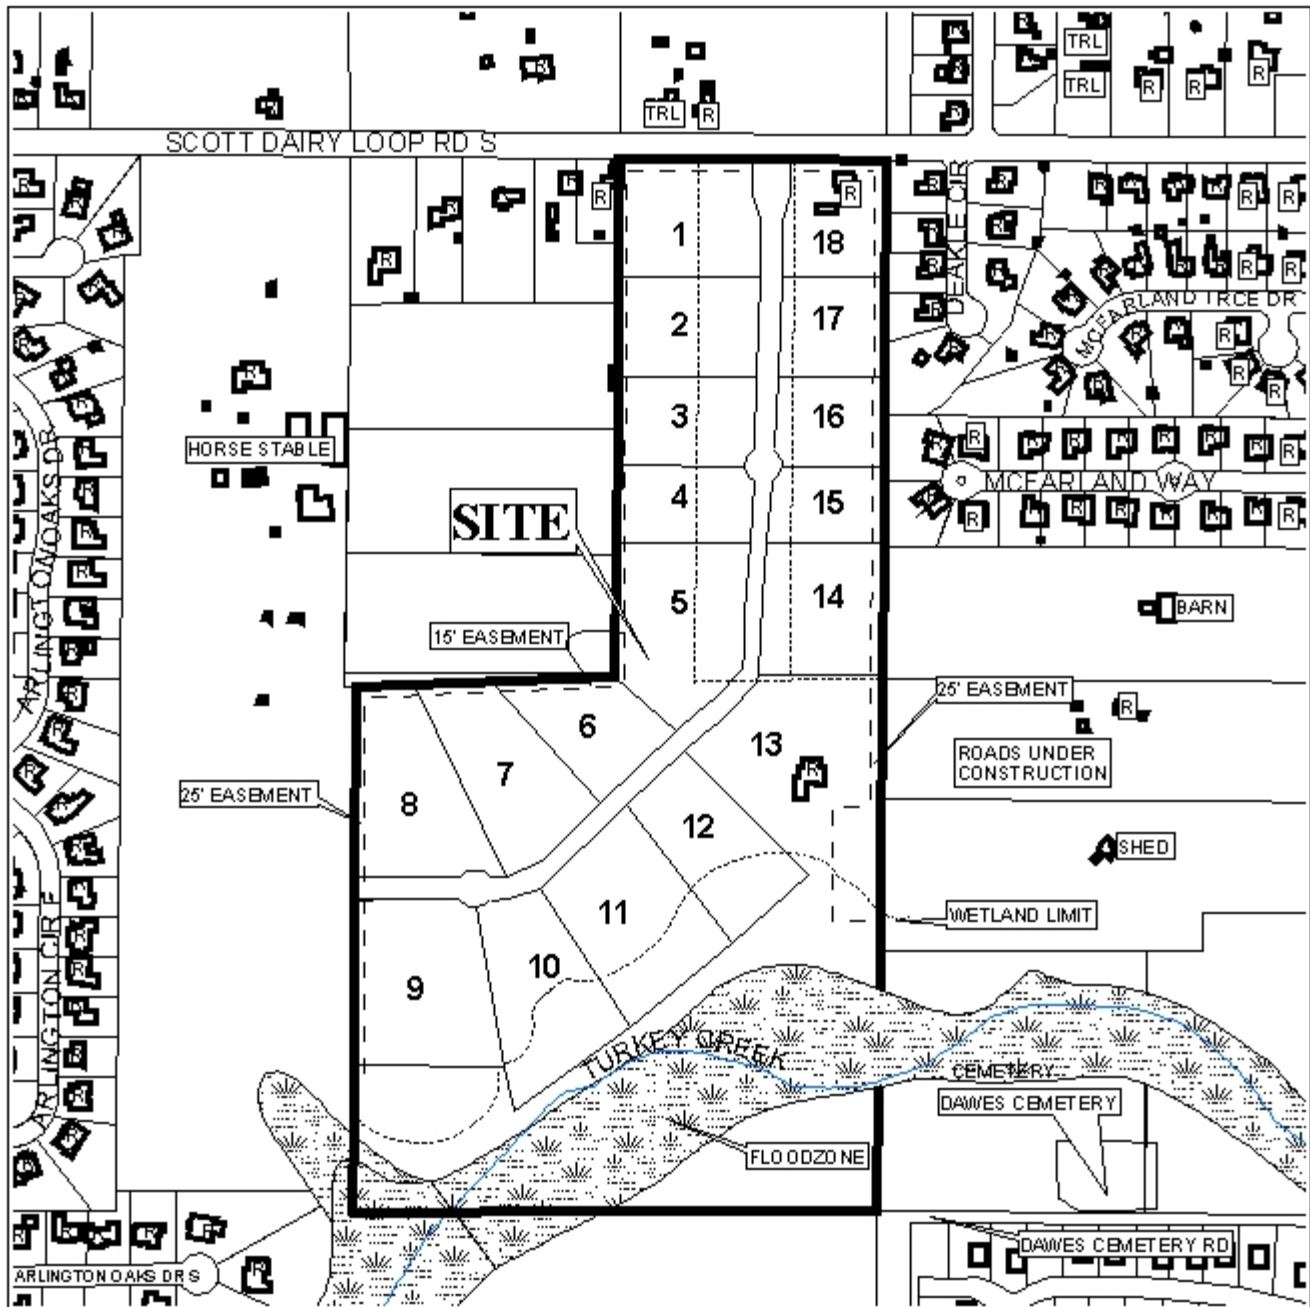 TRL
TRL
TRL
R
SCOTT DAIRY LOOP RD S
DEAKE CIR
MCFARLAND TRCE DR
1
18
2
17
3
16
HORSE STABLE
MCFARLAND WAY
4
15
SITE
ARLINGTONOAKS DR
5
14
BARN
15' EASEMENT
25' EASEMENT
6
13
ROADS UNDER
CONSTRUCTION
7
25' EASEMENT
8
12
SHED
11
WETLAND LIMIT
10
9
ARLINGTON CIR E
TURKEY CREEK
CEMETERY
DAWES CEMETERY
FLOODZONE
DAWES CEMETERY RD
ARLINGTON OAKS DR S